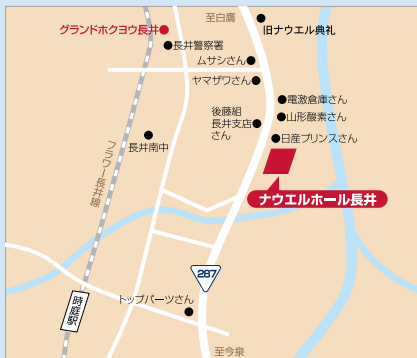 至白鷹
グランドホクヨウ長井
旧ナウエル典礼
長井警察署
ムサシさん
ヤマザワさん
電激倉庫さん
後藤組
長井支店
さん
山形酸素さん
日産プリンスさん
長井南中
フラワー長井線
ナウエルホール長井
287
時庭駅
トップパーツさん
至今泉